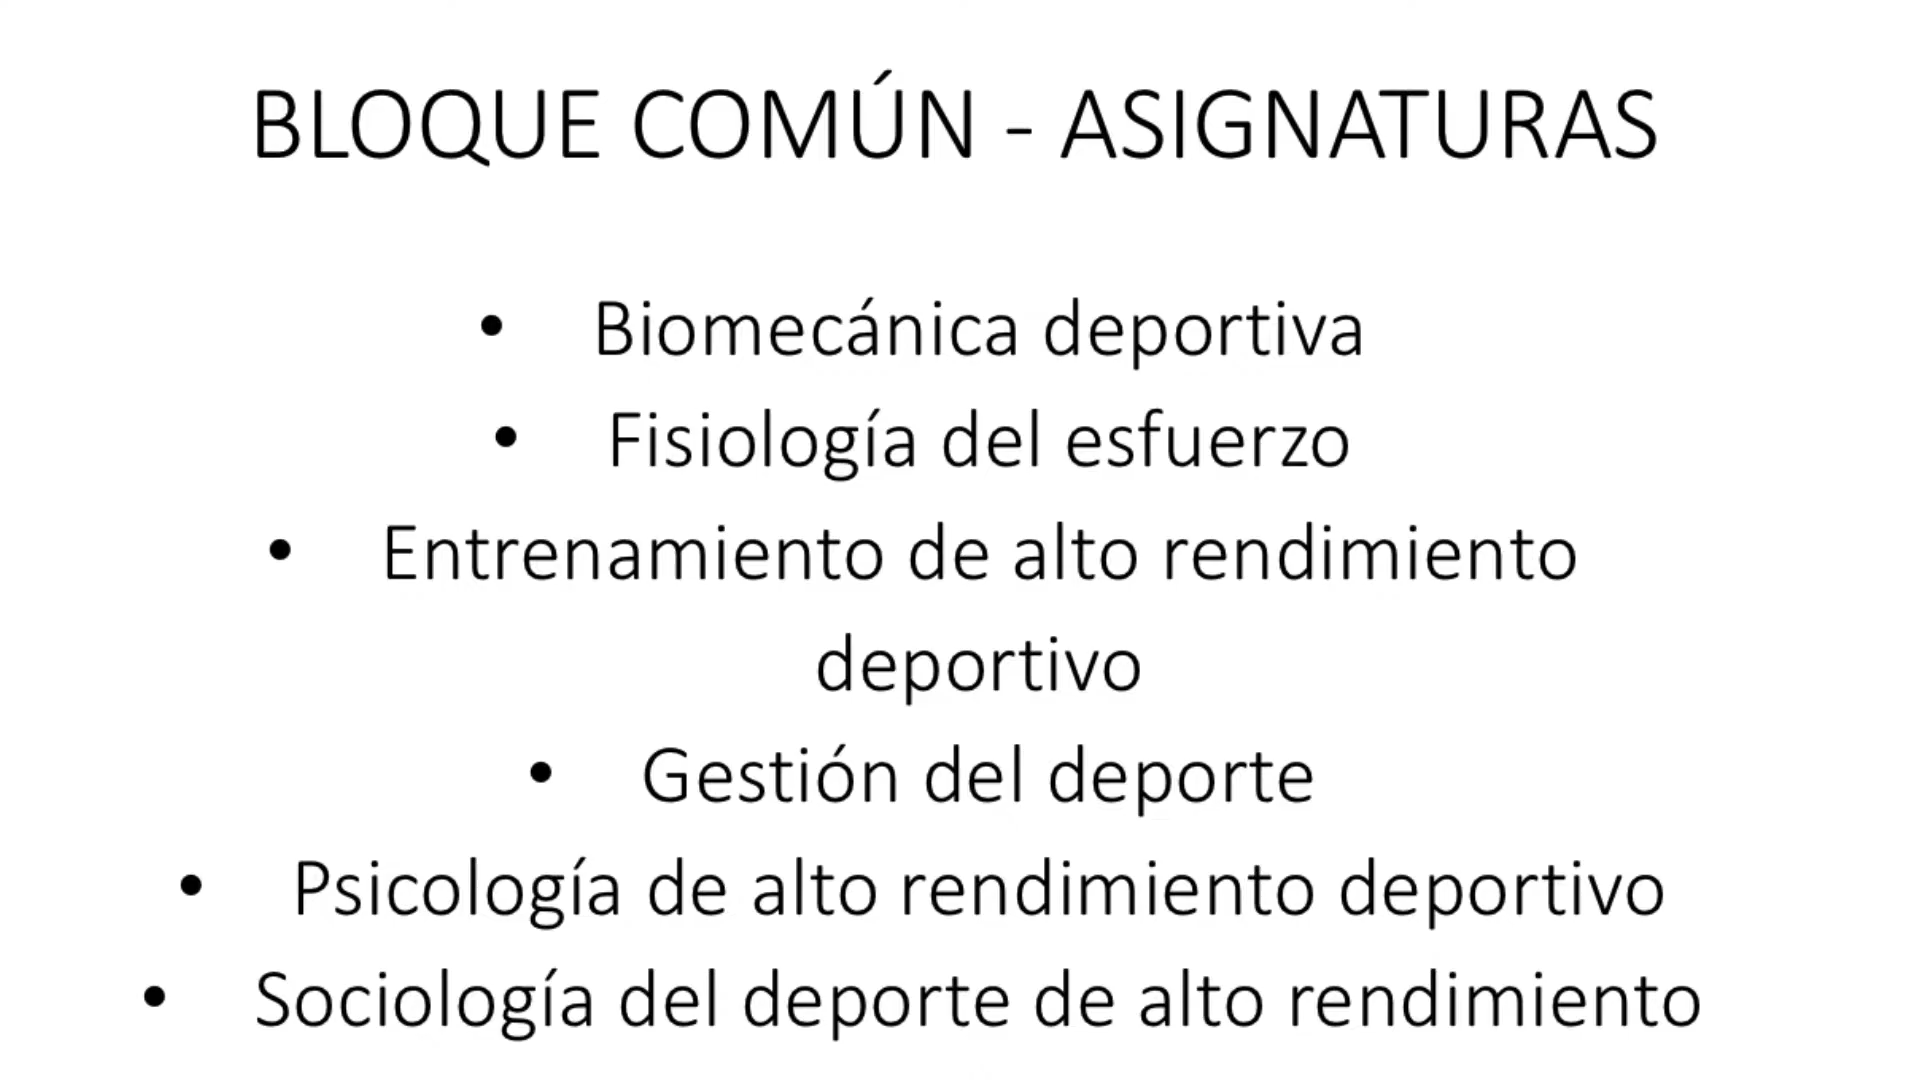 BLOQUE COMÚN - ASIGNATURAS
• Biomecánica deportiva
• Fisiología del esfuerzo
• Entrenamiento de alto rendimiento
deportivo
• Gestión del deporte
• Psicología de alto rendimiento deportivo
• Sociología del deporte de alto rendimiento